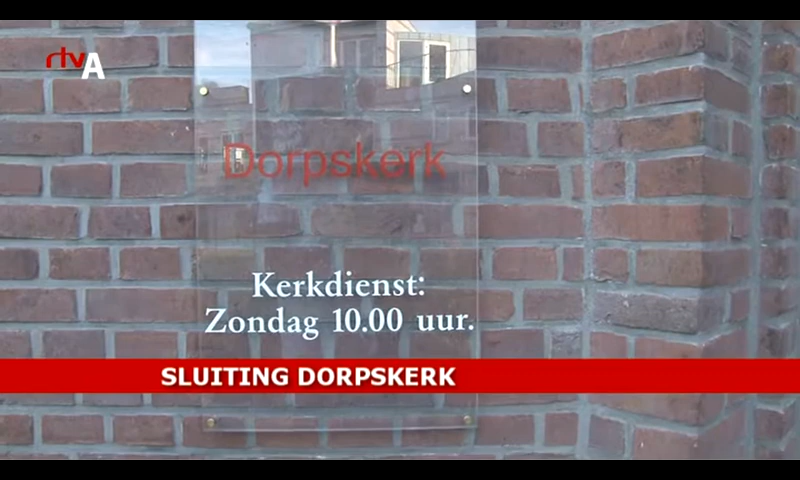 rtvA
Dorpskerk
Kerkdienst:
Zondag 10.00 uur.
SLUITING DORPSKERK